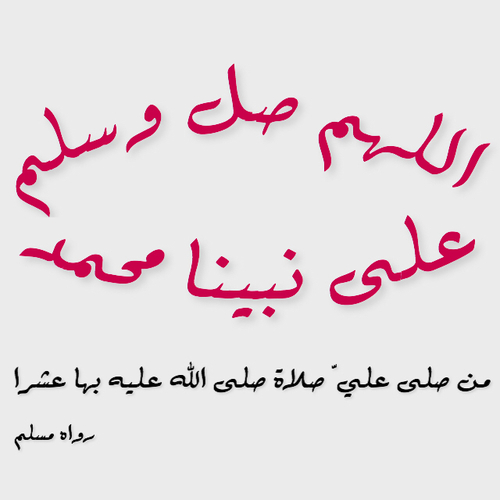 اللهم صل وسلم
على نبينا محمد
من صلى عليّ صلاة صلى الله عليه بها عشرا
رواه مسلم